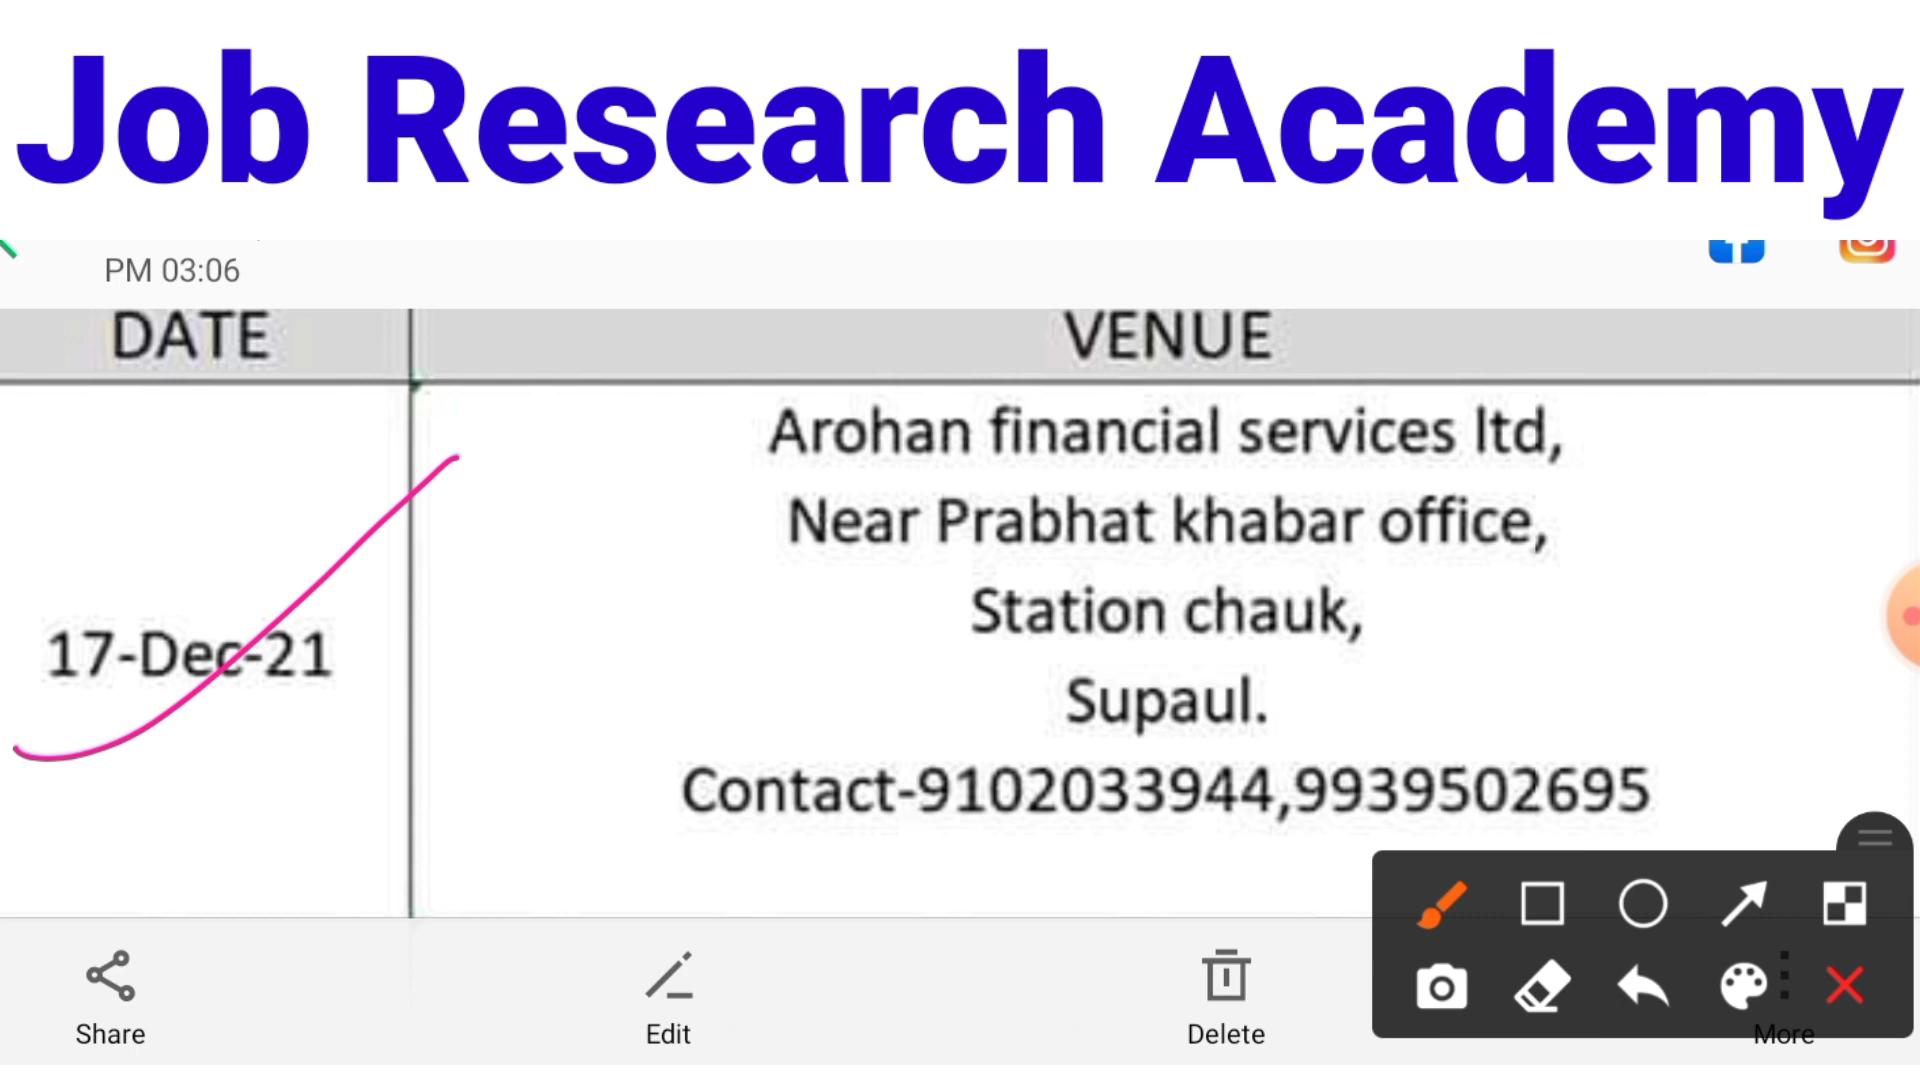 Job Research Academy
PM 03:06
DATE
VENUE
17-Dec-21
Arohan financial services ltd,
Near Prabhat khabar office,
Station chauk,
Supaul.
Contact-9102033944,9939502695
Share
Edit
Delete
More